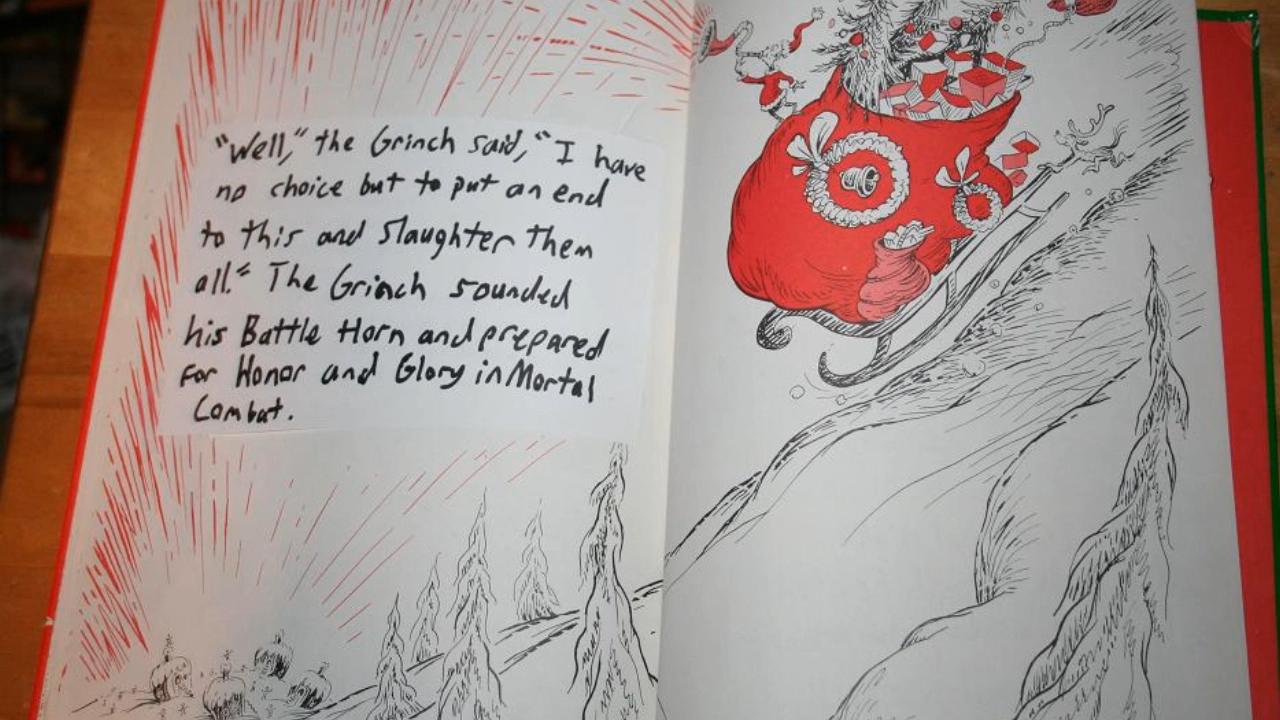 "Well," the Grinch said, "I have
no choice but to put an end
to this and slaughter them
all." The Grinch sounded
his Battle Horn and prepared
for Honor and Glory in Mortal
Combat.